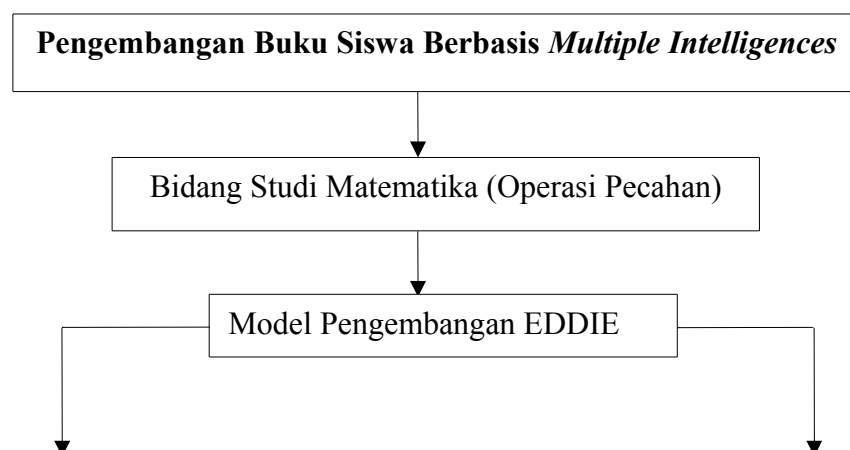 Pengembangan Buku Siswa Berbasis Multiple Intelligences
Bidang Studi Matematika (Operasi Pecahan)
Model Pengembangan EDDIE